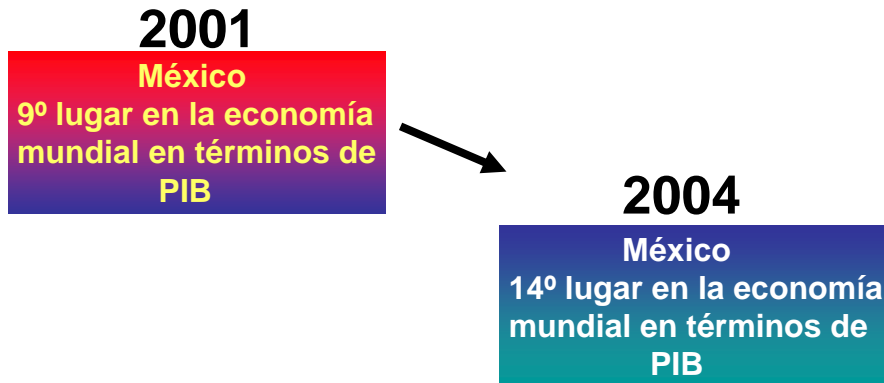 2001
México
9º lugar en la economía
mundial en términos de
PIB
2004
México
14º lugar en la economía
mundial en términos de
PIB